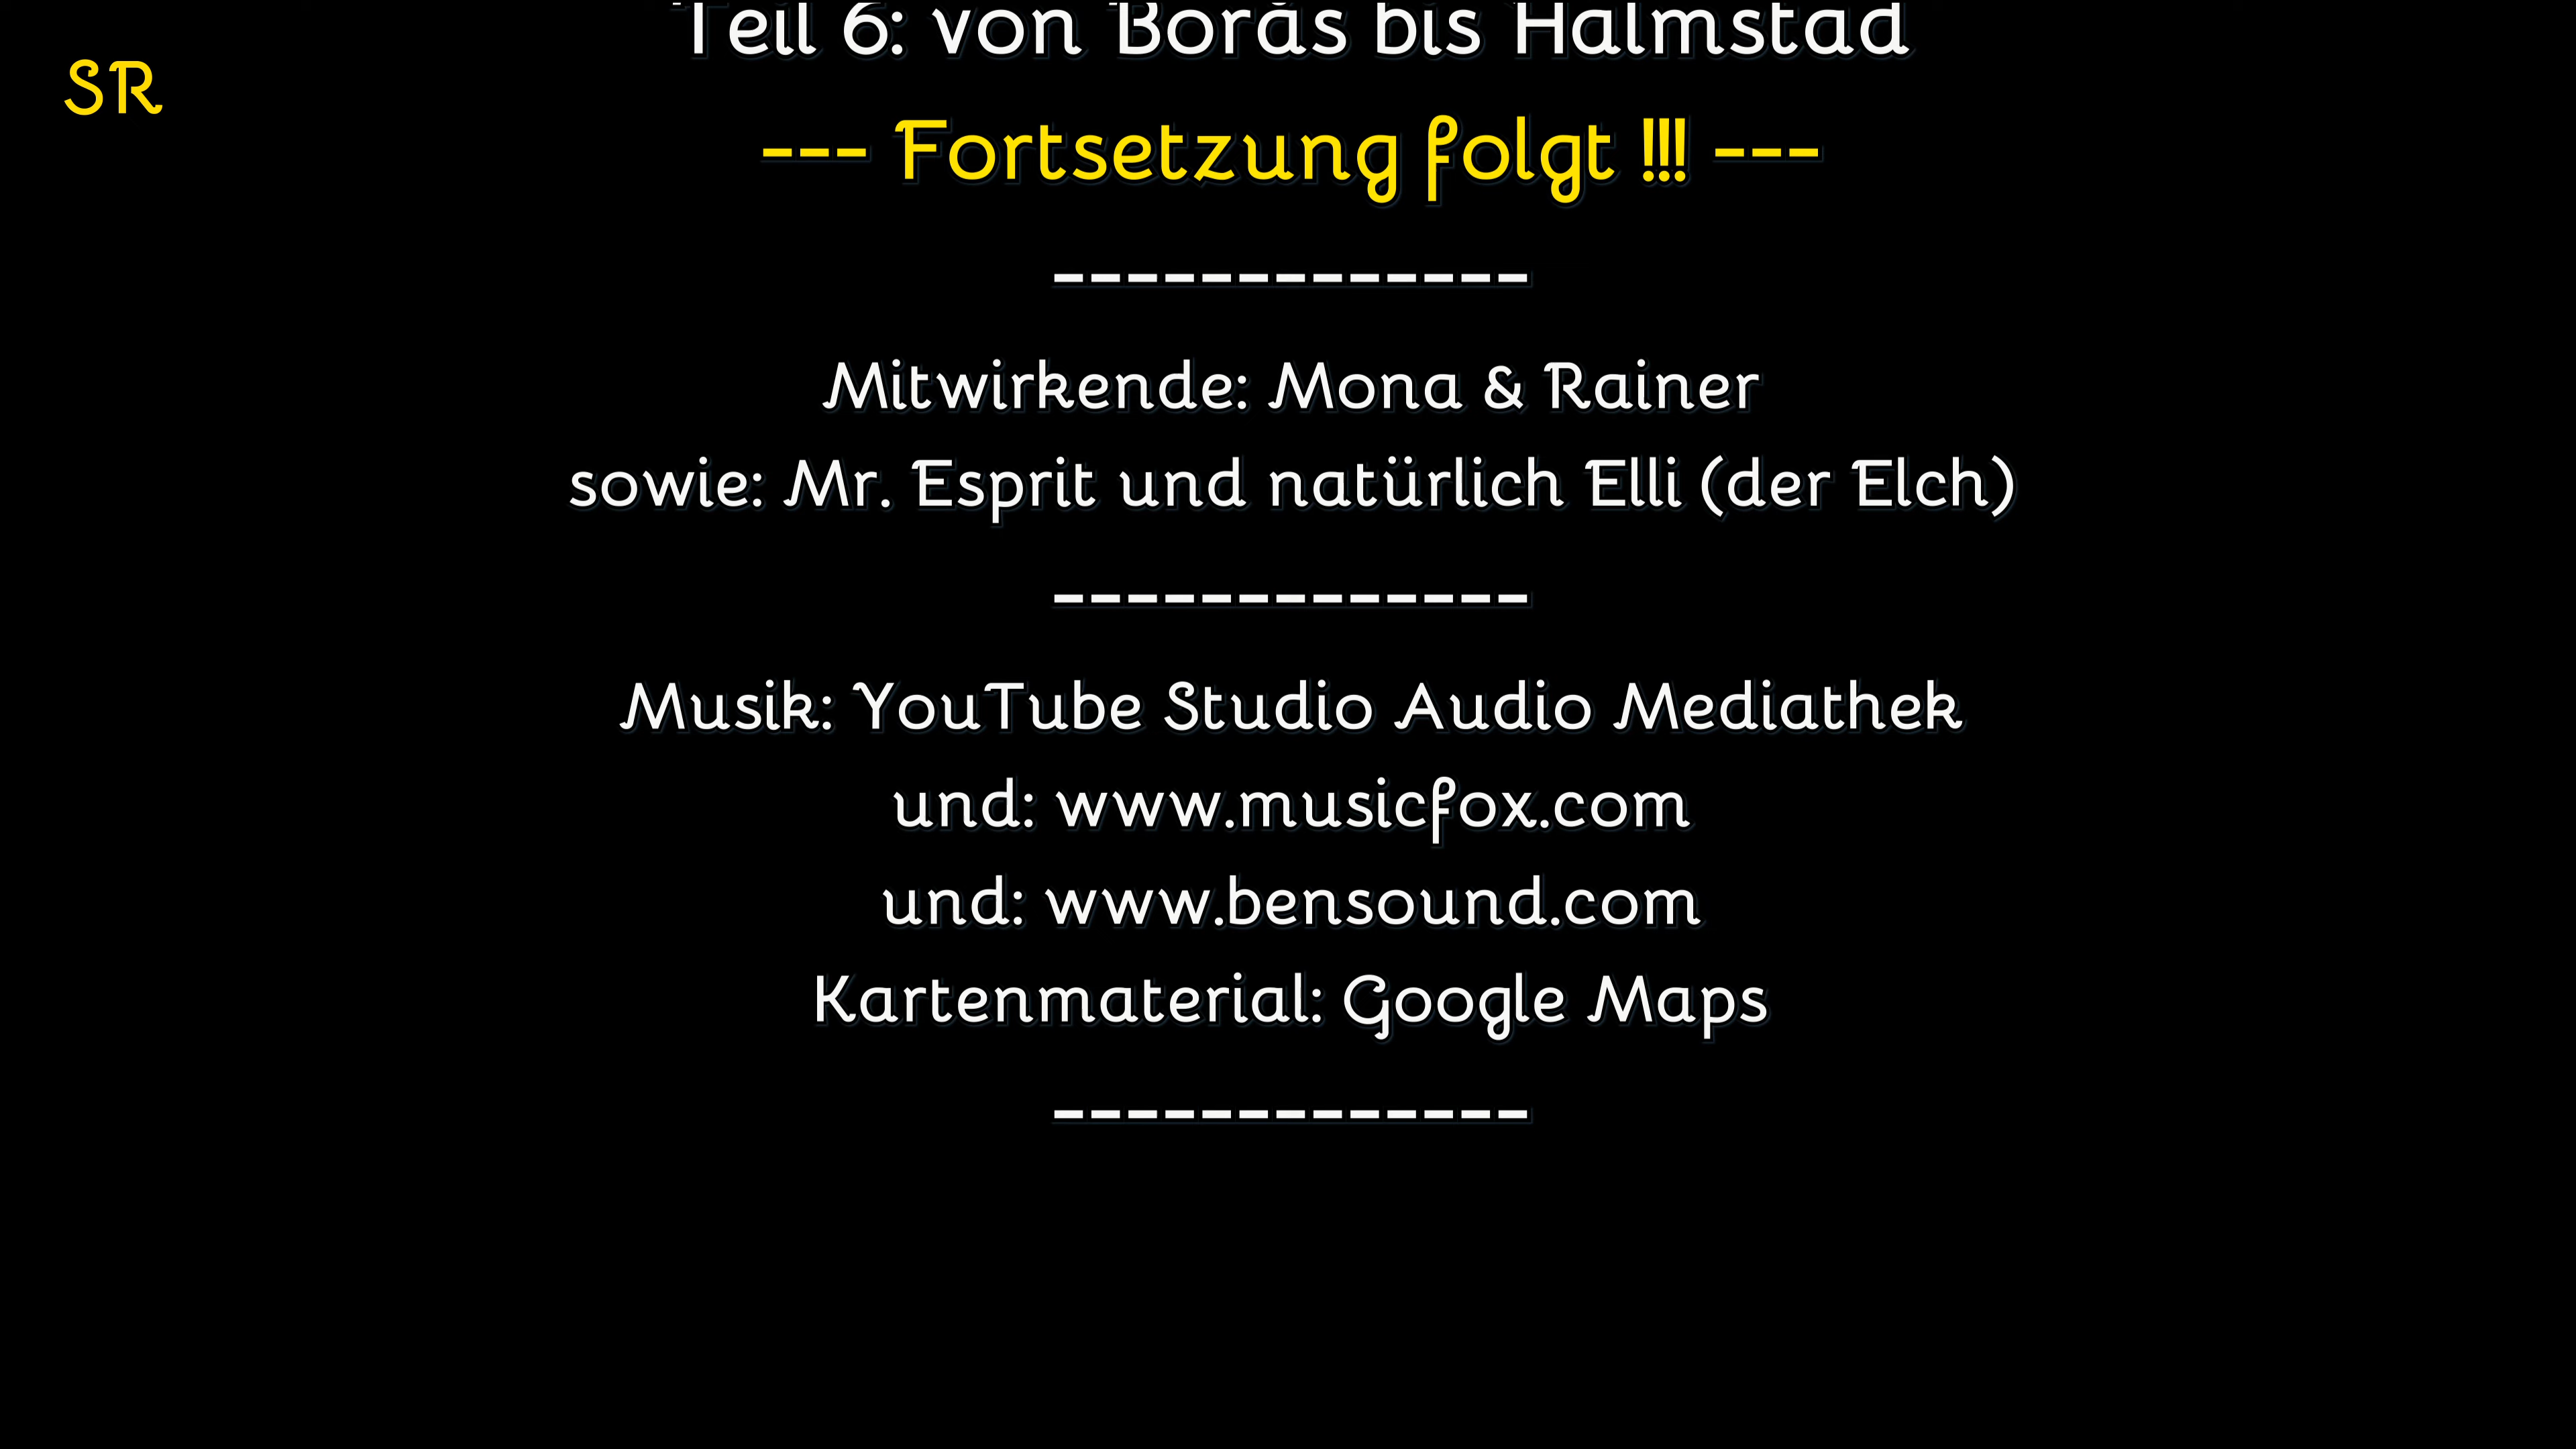 Teil 6: von Borås bis Halmstad
SR
--- Fortsetzung folgt !!! ---
-------------
Mitwirkende: Mona & Rainer
sowie: Mr. Esprit und natürlich Elli (der Elch)
-------------
Musik: YouTube Studio Audio Mediathek
und: www.musicfox.com
und: www.bensound.com
Kartenmaterial: Google Maps
-------------